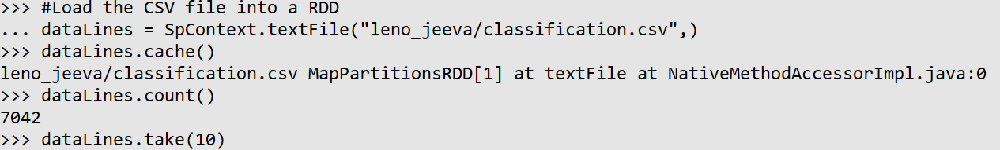 >>> #Load the CSV file into a RDD
... dataLines = SpContext.textFile("leno_jeeva/classification.csv",)
>>> dataLines.cache()
leno_jeeva/classification.csv MapPartitionsRDD[1] at textFile at NativeMethodAccessorImpl.java:0
>>> dataLines.count()
7042
>>> dataLines.take(10)